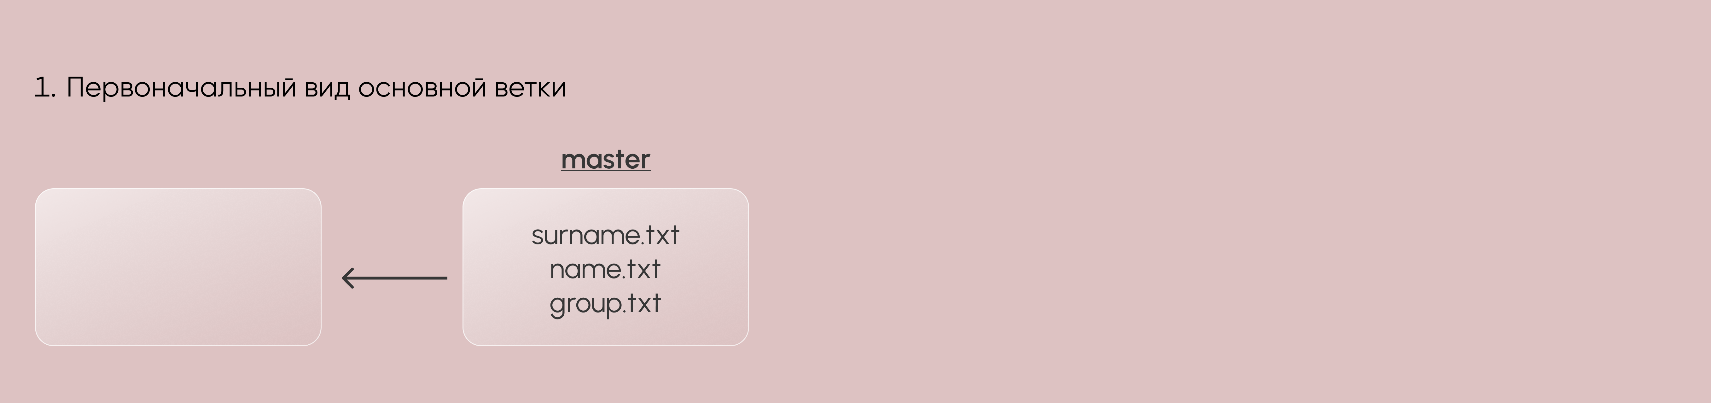 1. Первоначальный вид основной ветки
master
surname.txt
name.txt
group.txt